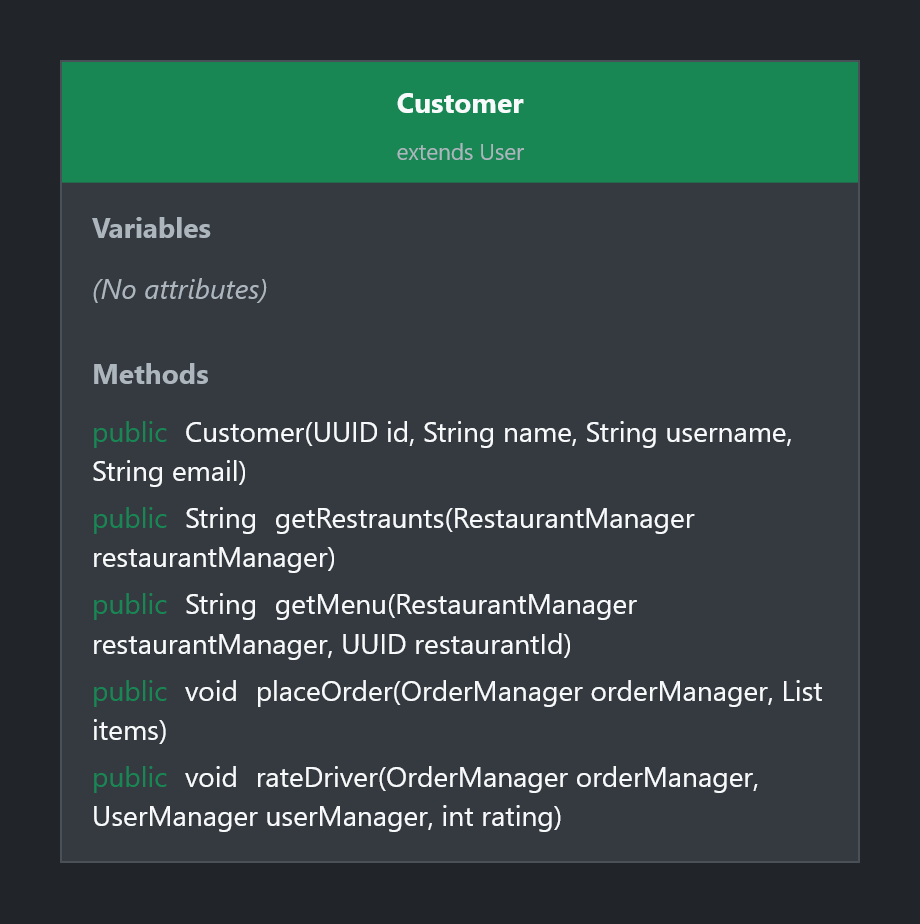 Customer
extends User
Variables
(No attributes)
Methods
public Customer(UUID id, String name, String username,
String email)
public String getRestraunts(RestaurantManager
restaurantManager)
public String getMenu(RestaurantManager
restaurantManager, UUID restaurantId)
public void placeOrder(OrderManager orderManager, List
items)
public void rateDriver(OrderManager orderManager,
UserManager userManager, int rating)